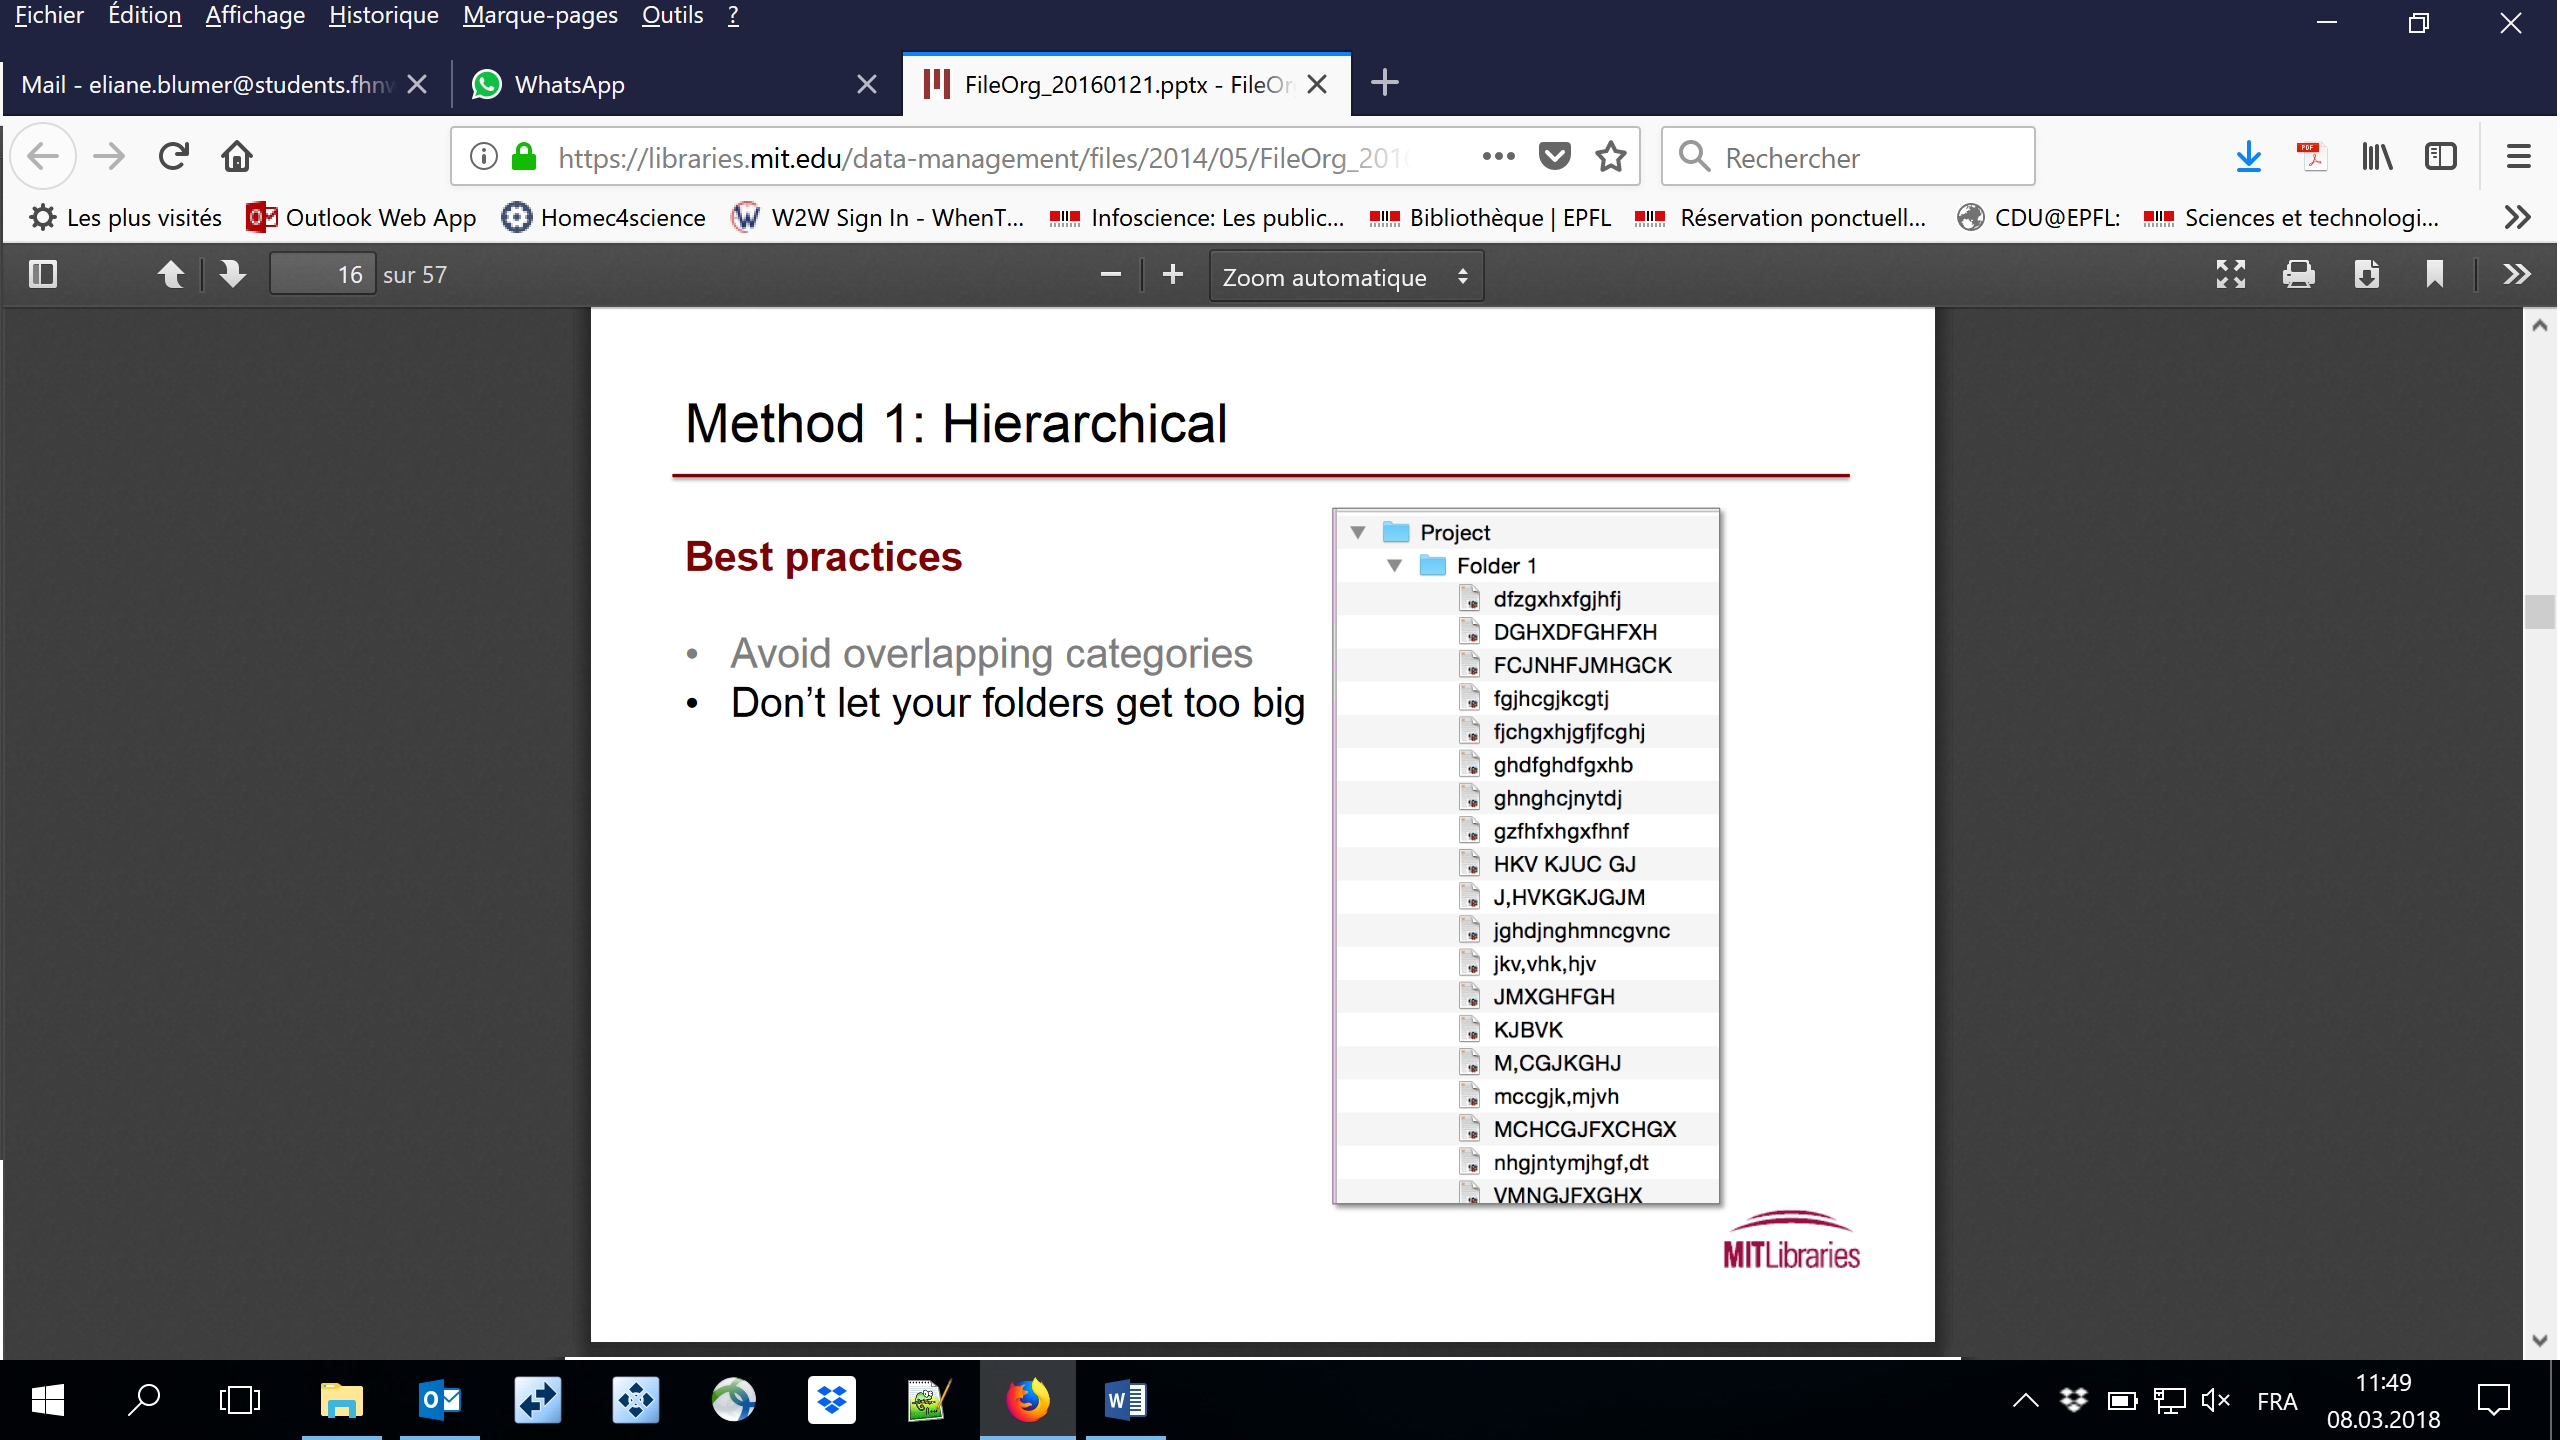 Fichier Édition Affichage Historique Marque-pages Outils ?
Mail - eliane.blumer@students.fhnw
WhatsApp
FileOrg_20160121.pptx - FileOr
https://libraries.mit.edu/data-management/files/2014/05/FileOrg_201
Rechercher
Les plus visités Outlook Web App Homec4science W2W Sign In - WhenT... Infoscience: Les public... Bibliothèque | EPFL Réservation ponctuell... CDU@EPFL: Sciences et technologi...
16 sur 57
Zoom automatique
Method 1: Hierarchical
Best practices
• Avoid overlapping categories
• Don’t let your folders get too big
Project
Folder 1
dfzgxhxfgjhfj
DGHXDFGHFXH
FCJNHFJMHGCK
fgjhcgjkcgtj
fjchgxhjgfjfcghj
ghdfghdfgxhb
ghnghcjnytdj
gzfhfxhgxfhnf
HKV KJUC GJ
J,HVKGKJGJM
jghdjnghmncgvnc
jkv,vhk,hjv
JMXGHFGH
KJBVK
M,CGJKGHJ
mccgjk,mjvh
MCHCGJFXCHGX
nhgjntymjhgf,dt
VMNGJFXGHX
MITLibraries
FRA
11:49
08.03.2018